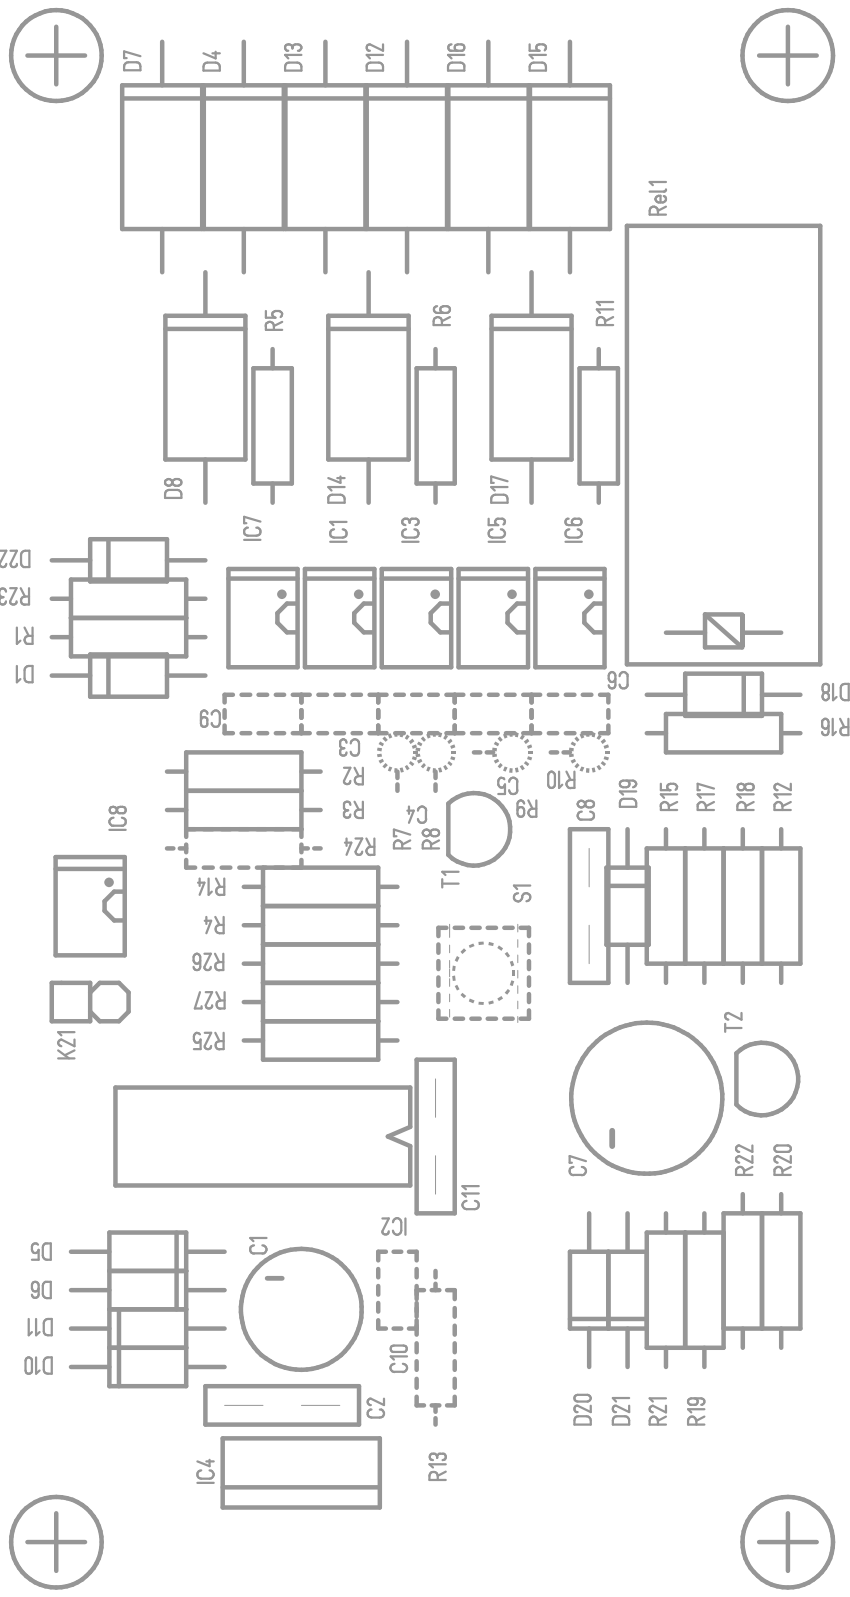 D7
D4
D13
D12
D16
D15
Rel1
R5
R6
R11
D8
D14
D17
IC7
IC1
IC3
IC5
IC6
D22
R23
R1
D1
C6
D18
R16
C9
C3
R2
R3
R24
C4
R7
R8
C5
R10
R9
T1
C8
D19
R15
R17
R18
R12
IC8
R14
R4
R26
R27
R25
S1
K21
T2
C7
R22
R20
C11
IC2
D5
D6
D11
D10
C1
C10
C2
IC4
R13
D20
D21
R21
R19